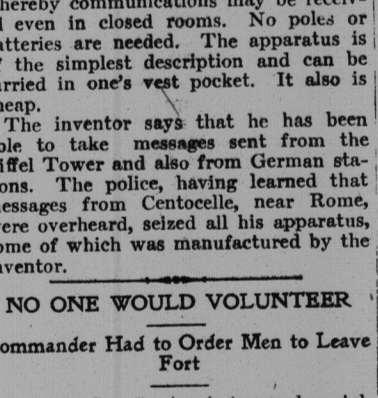 hereby communications may be receiv-
even in closed rooms. No poles or
atteries are needed. The apparatus is
the simplest description and can be
rried in one's vest pocket. It also is
heap.
The inventor says that he has been
ble to take messages sent from the
iffel Tower and also from German sta-
ons. The police, having learned that
essages from Centocelle, near Rome,
ere overheard, seized all his apparatus,
ome of which was manufactured by the
nventor.
NO ONE WOULD VOLUNTEER
ommander Had to Order Men to Leave
Fort